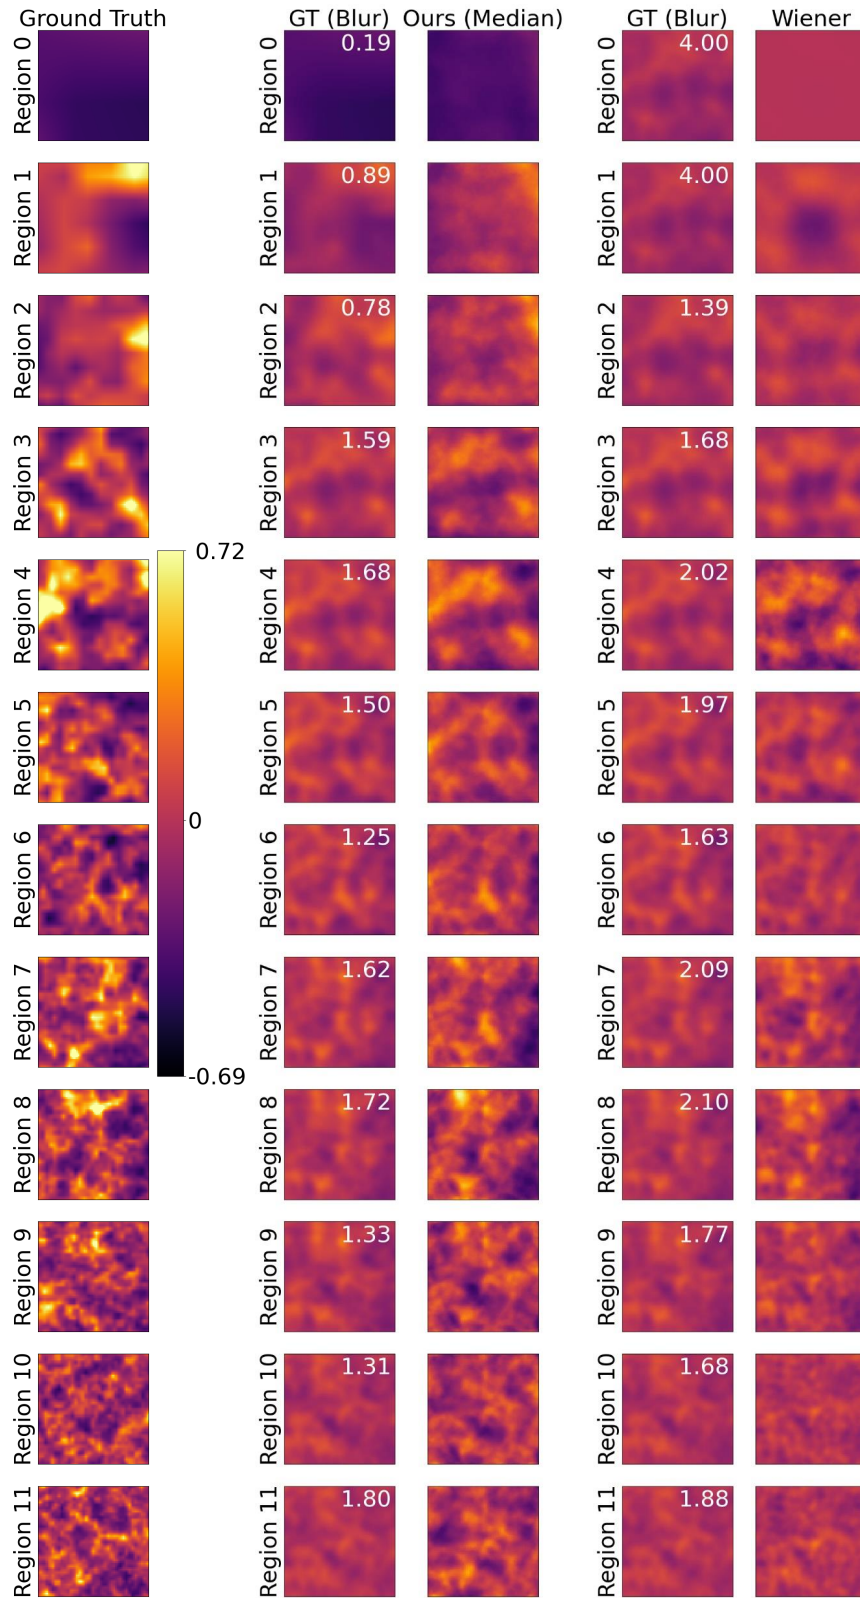 Ground Truth GT (Blur) Ours (Median) GT (Blur) Wiener
Region 0 Region 0 0.19 Region 0 4.00
Region 1 Region 1 0.89 Region 1 4.00
Region 2 Region 2 0.78 Region 2 1.39
Region 3 Region 3 1.59 Region 3 1.68
0.72
Region 4 Region 4 1.68 Region 4 2.02
Region 5 Region 5 1.50 Region 5 1.97
0
Region 6 Region 6 1.25 Region 6 1.63
Region 7 Region 7 1.62 Region 7 2.09
-0.69
Region 8 Region 8 1.72 Region 8 2.10
Region 9 Region 9 1.33 Region 9 1.77
Region 10 Region 10 1.31 Region 10 1.68
Region 11 Region 11 1.80 Region 11 1.88